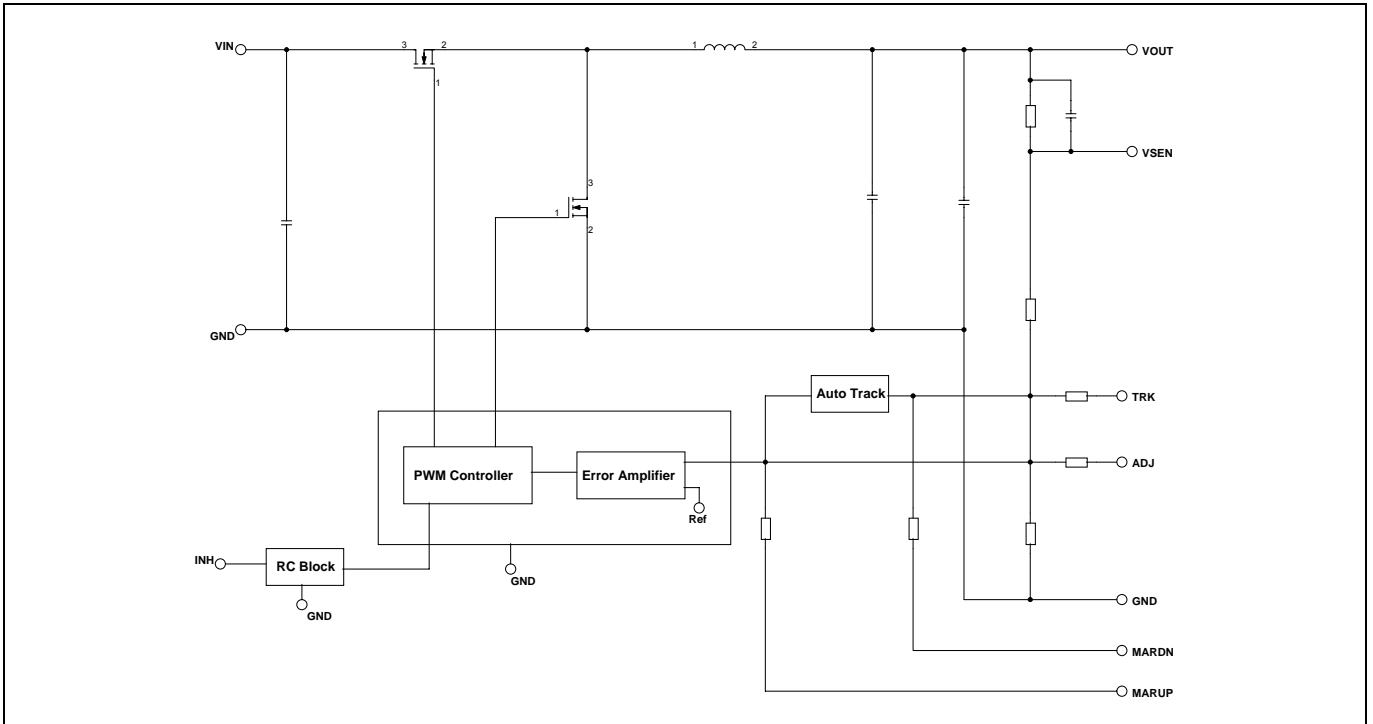 VIN
3
2
1
1
2
VOUT
VSEN
3
1
2
GND
Auto Track
TRK
PWM Controller
Error Amplifier
ADJ
Ref
INH
RC Block
GND
GND
GND
MARDN
MARUP